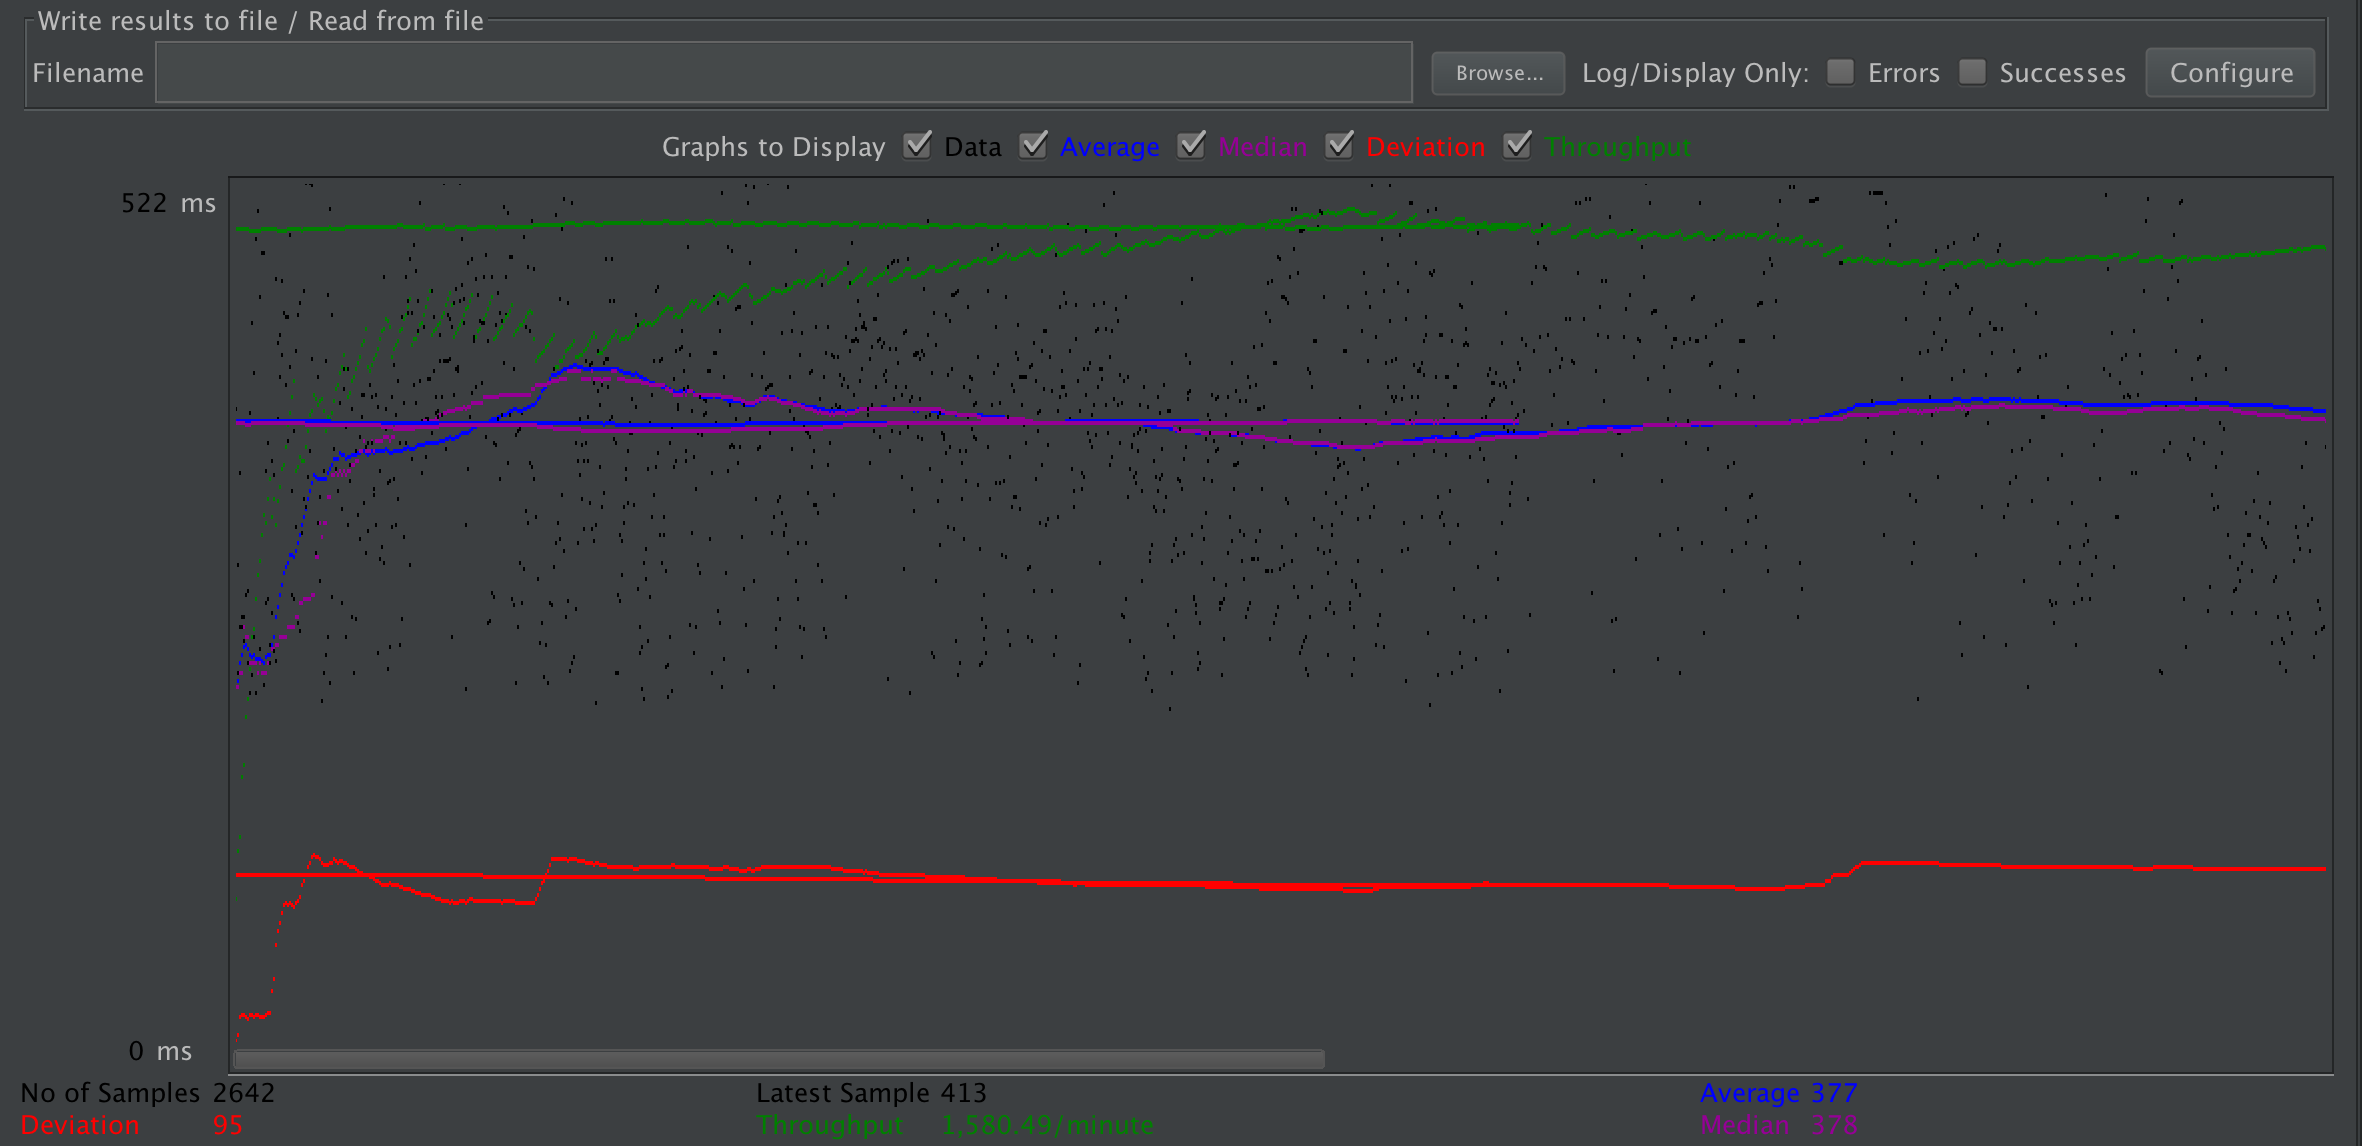 Write results to file / Read from file
Filename Browse... Log/Display Only: Errors Successes Configure
Graphs to Display Data Average Median Deviation Throughput
522 ms
0 ms
No of Samples 2642 Latest Sample 413 Average 377
Deviation 95 Throughput 1,580.49/minute Median 378